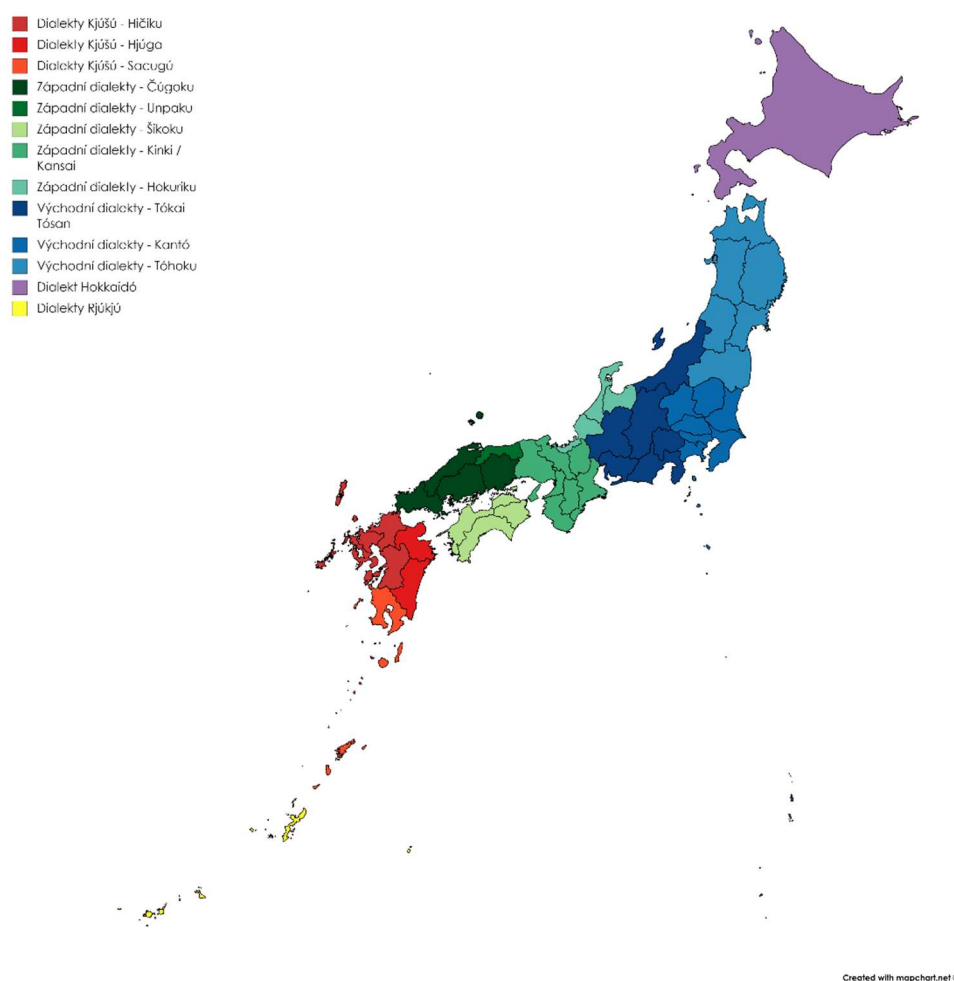 Dialekty Kjúšú - Hičiku
Dialekty Kjúšú - Hjúga
Dialekty Kjúšú - Sacugú
Západní dialekty - Čúgoku
Západní dialekty - Unpaku
Západní dialekty - Šikoku
Západní dialekty - Kinki /
Kansai
Západní dialekty - Hokuriku
Východní dialekty - Tókai
Tósan
Východní dialekty - Kantó
Východní dialekty - Tóhoku
Dialekt Hokkaidó
Dialekty Rjúkjú
Created with mapchart.net